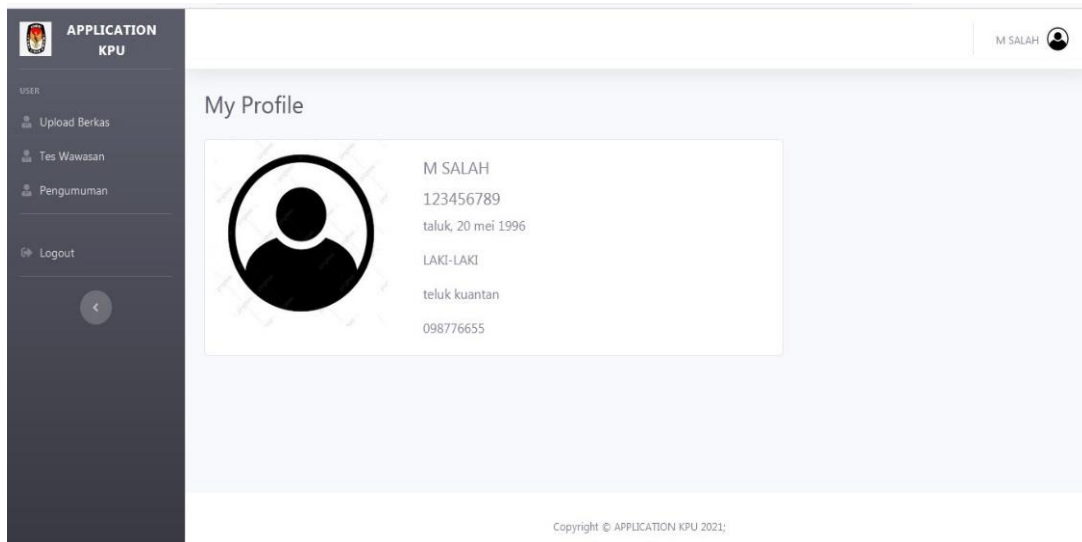 APPLICATION
KPU
USER
Upload Berkas
Tes Wawasan
Pengumuman
Logout
M SALAH
My Profile
M SALAH
123456789
taluk, 20 mei 1996
LAKI-LAKI
teluk kuantan
098776655
Copyright © APPLICATION KPU 2021;